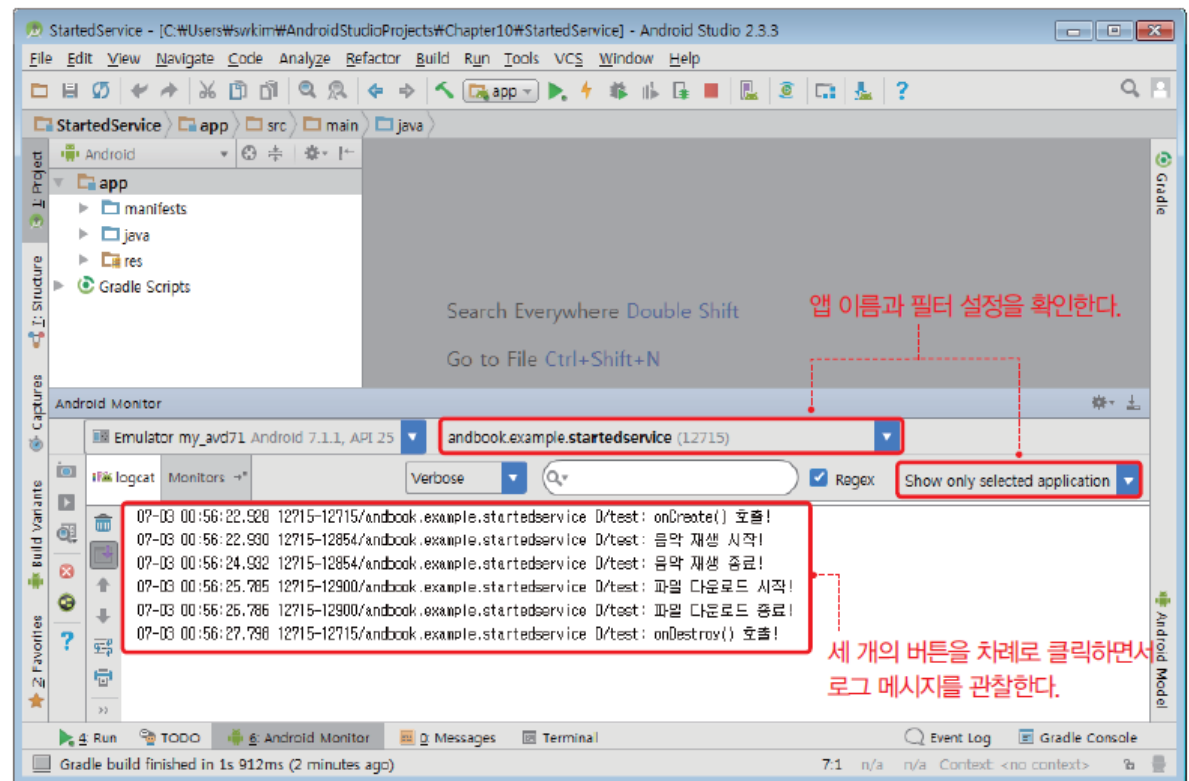 StartedService - [C:₩Users₩swkim₩AndroidStudioProjects₩Chapter10₩StartedService] - Android Studio 2.3.3
File Edit View Navigate Code Analyze Refactor Build Run Tools VCS Window Help
app
StartedService app src main java
1: Project
Android
Gradle
app
manifests
java
res
Gradle Scripts
7: Structure
Search Everywhere Double Shift
앱 이름과 필터 설정을 확인한다.
Go to File Ctrl+Shift+N
Captures
Android Monitor
Emulator my_avd71 Android 7.1.1, API 25
andbook.example.startedservice (12715)
logcat Monitors
Verbose
Regex
Show only selected application
Build Variants
07-03 00:56:22.928 12715-12715/andbook.example.startedservice D/test: onCreate() 호출!
07-03 00:56:22.930 12715-12854/andbook.example.startedservice D/test: 음악 재생 시작!
07-03 00:56:24.932 12715-12854/andbook.example.startedservice D/test: 음악 재생 종료!
07-03 00:56:25.785 12715-12900/andbook.example.startedservice D/test: 파일 다운로드 시작!
07-03 00:56:26.786 12715-12900/andbook.example.startedservice D/test: 파일 다운로드 종료!
07-03 00:56:27.798 12715-12715/andbook.example.startedservice D/test: onDestroy() 호출!
세 개의 버튼을 차례로 클릭하면서
로그 메시지를 관찰한다.
2: Favorites
Android Model
4: Run TODO 6: Android Monitor 0: Messages Terminal Event Log Gradle Console
Gradle build finished in 1s 912ms (2 minutes ago) 7:1 n/a n/a Context: <no context>